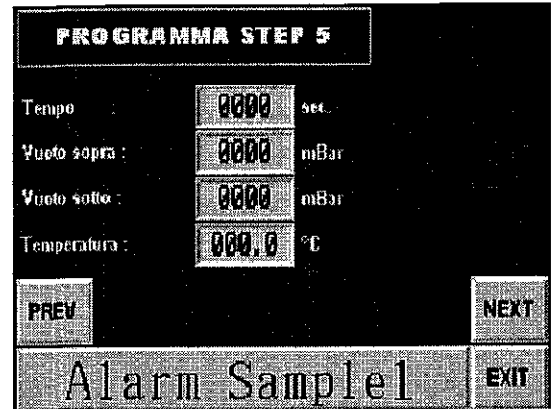 PROGRAMMA STEP 5
Tempo : 0000 sec.
Vuoto sopra : 0000 mBar
Vuoto sotto : 0000 mBar
Temperatura : 000,0 °C
PREV NEXT
Alarm Sample1 EXIT